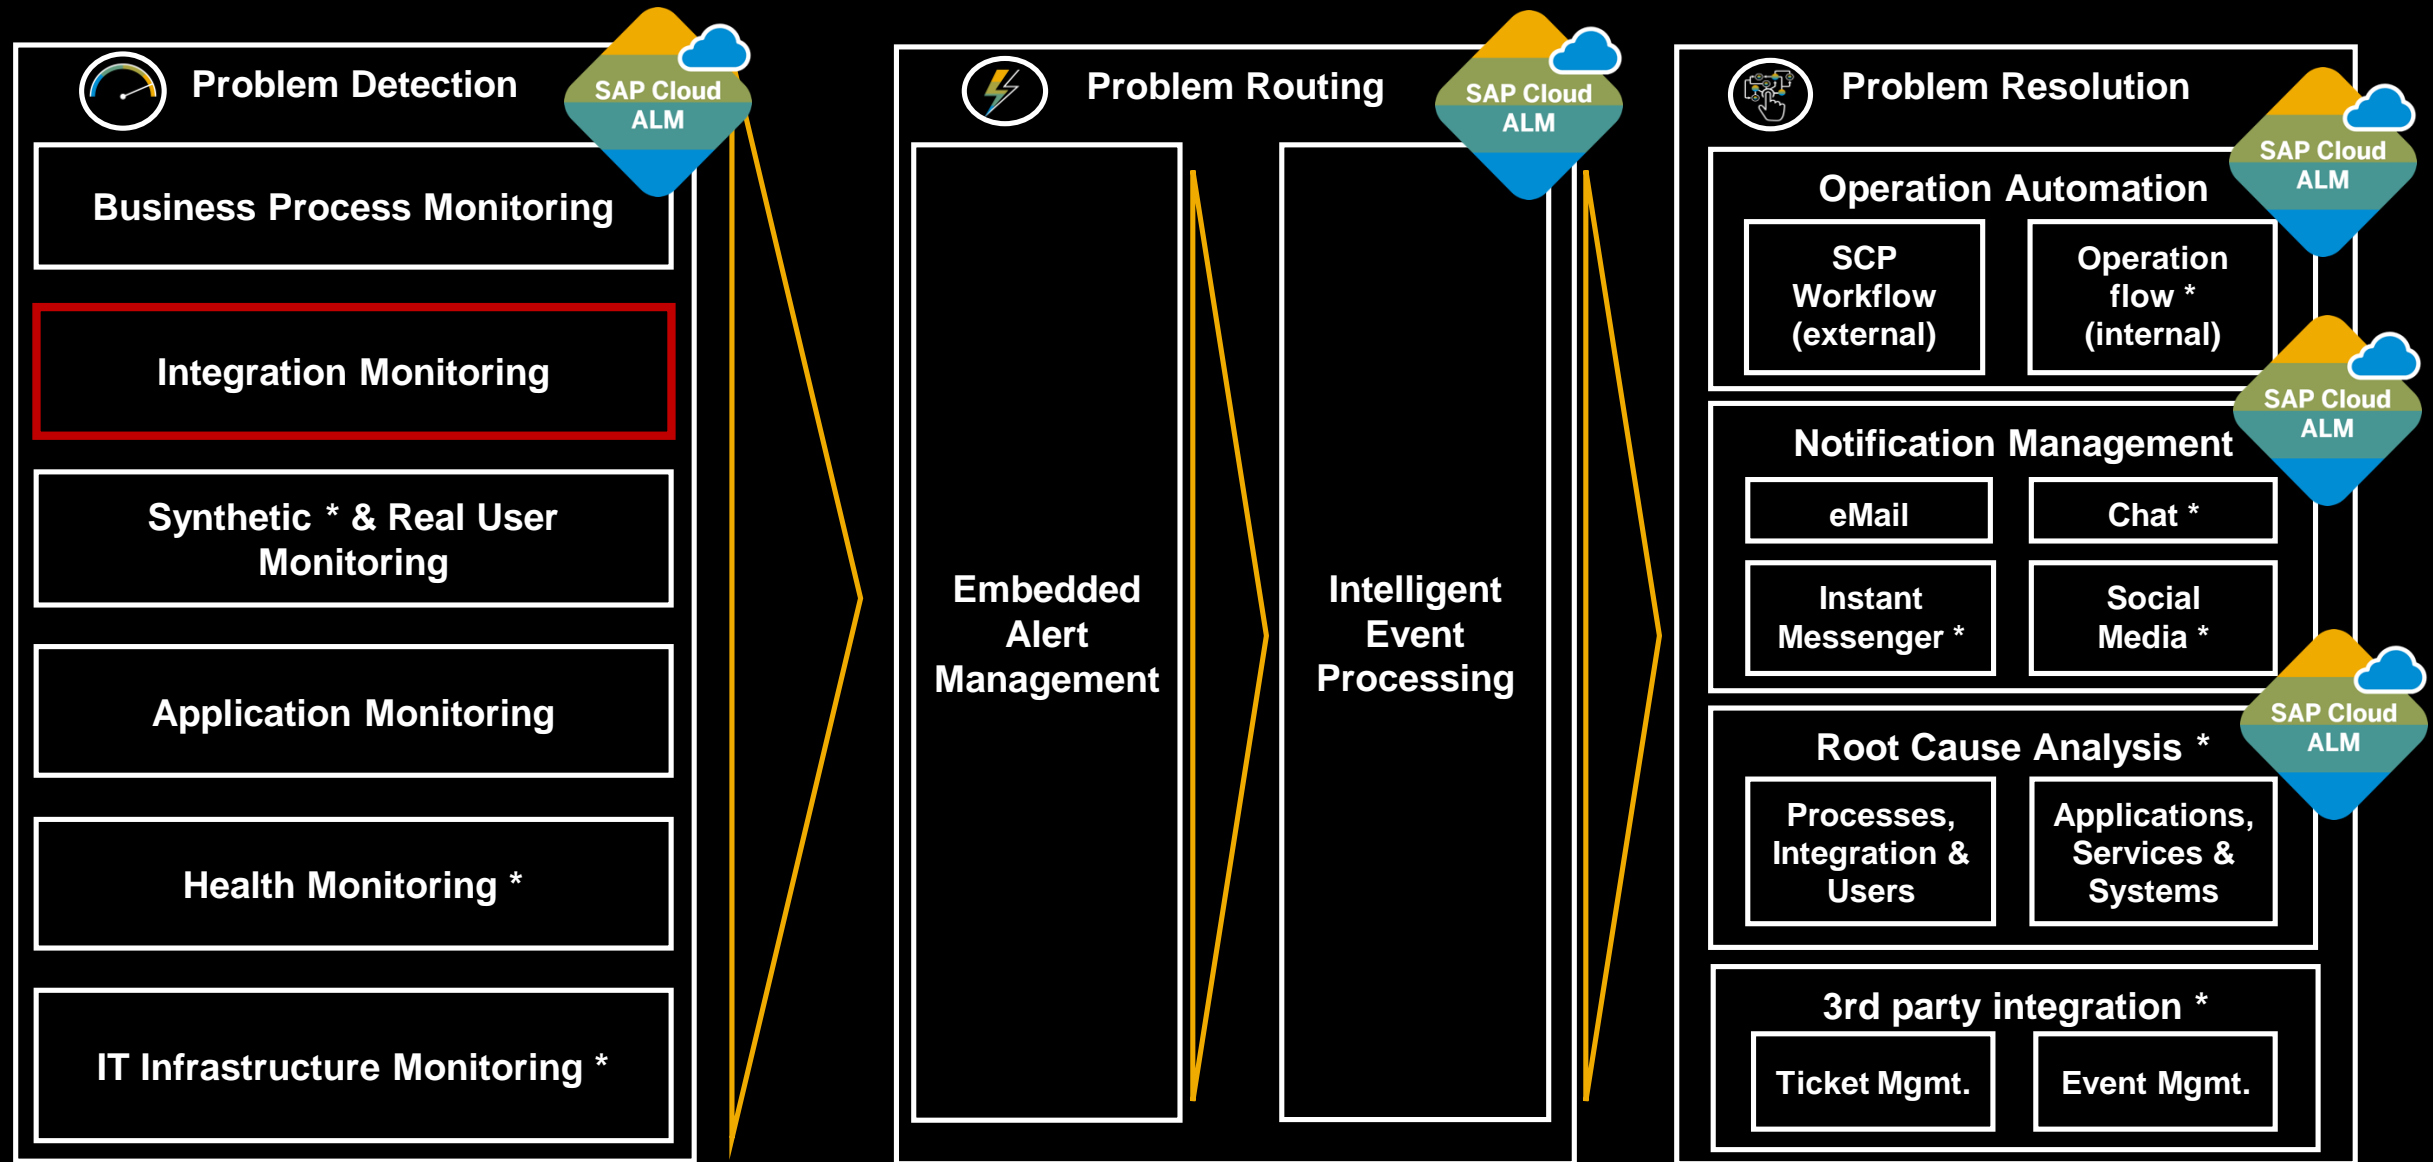 Problem Detection
SAP Cloud
ALM
Business Process Monitoring
Integration Monitoring
Synthetic * & Real User
Monitoring
Application Monitoring
Health Monitoring *
IT Infrastructure Monitoring *
Problem Routing
SAP Cloud
ALM
Embedded
Alert
Management
Intelligent
Event
Processing
Problem Resolution
SAP Cloud
ALM
Operation Automation
SCP
Workflow
(external)
Operation
flow *
(internal)
SAP Cloud
ALM
Notification Management
eMail
Chat *
Instant
Messenger *
Social
Media *
SAP Cloud
ALM
Root Cause Analysis *
Processes,
Integration &
Users
Applications,
Services &
Systems
3rd party integration *
Ticket Mgmt.
Event Mgmt.